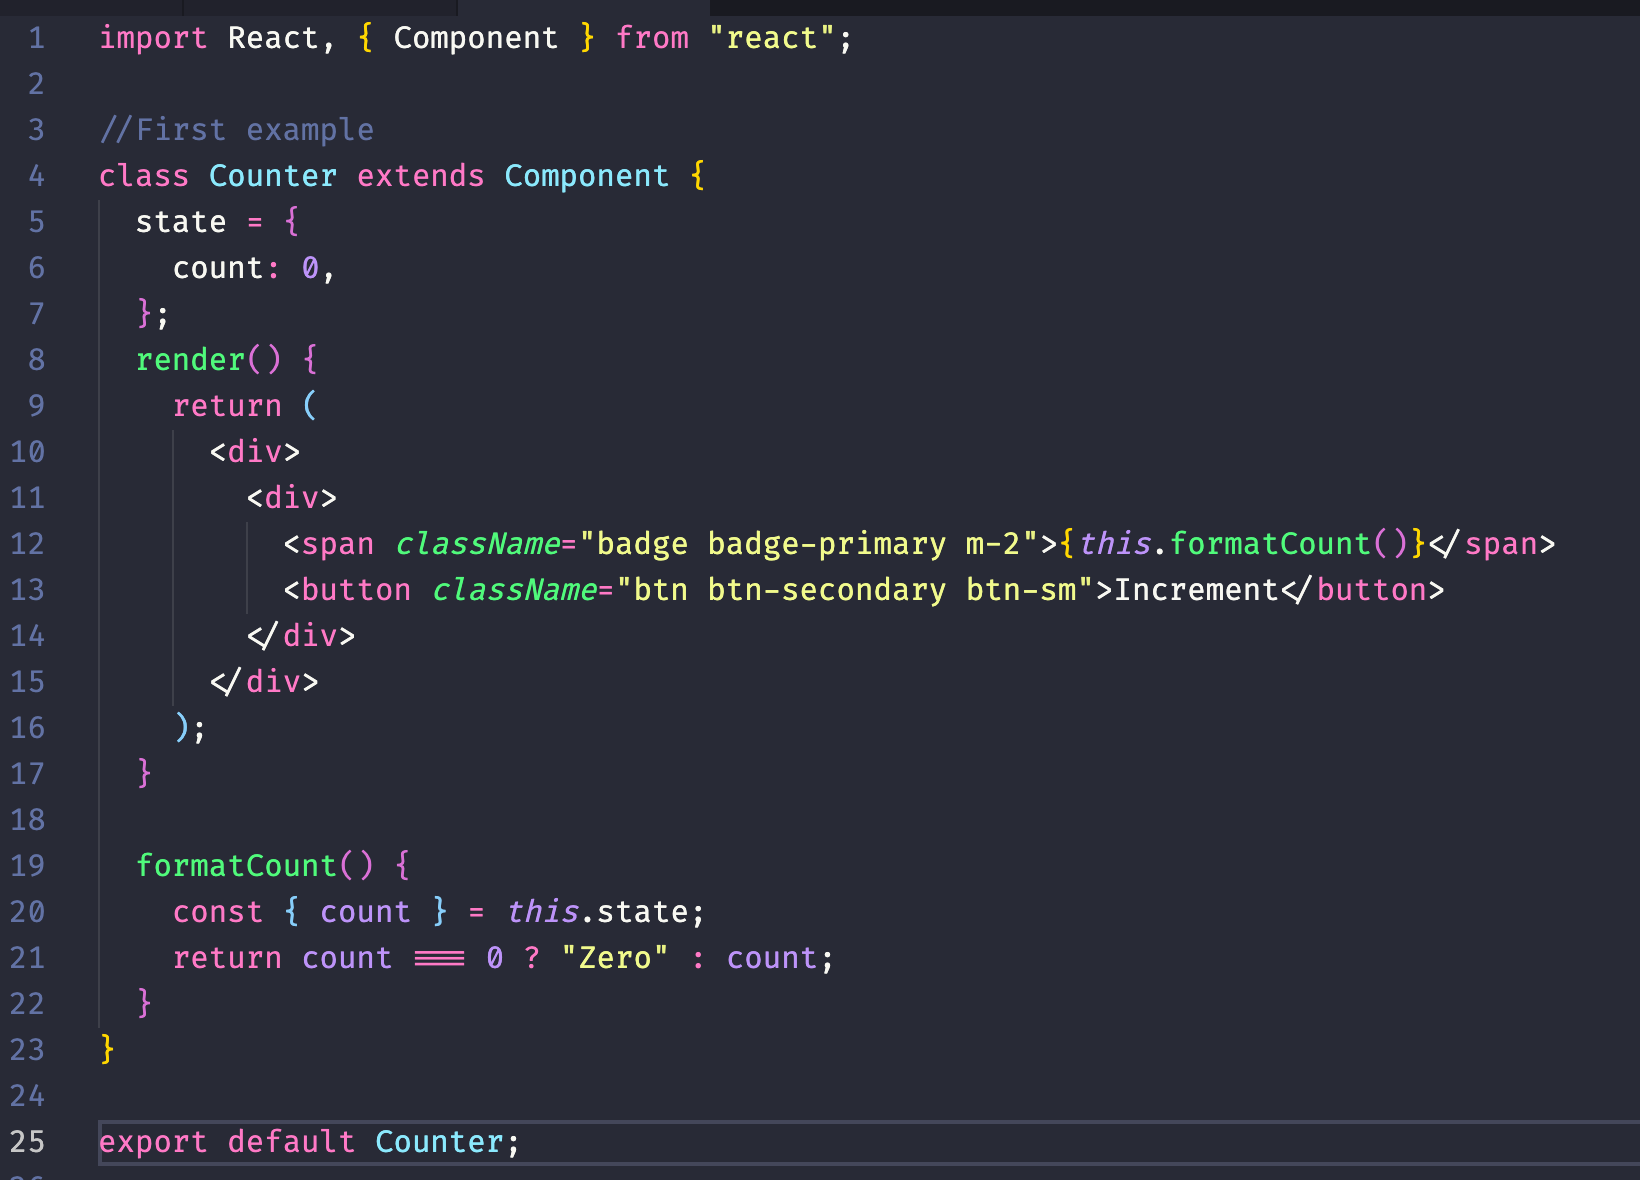 1 import React, { Component } from "react";
2
3 //First example
4 class Counter extends Component {
5   state = {
6     count: 0,
7   };
8   render() {
9     return (
10       <div>
11         <div>
12           <span className="badge badge-primary m-2">{this.formatCount()}</span>
13           <button className="btn btn-secondary btn-sm">Increment</button>
14         </div>
15       </div>
16     );
17   }
18
19   formatCount() {
20     const { count } = this.state;
21     return count === 0 ? "Zero" : count;
22   }
23 }
24
25 export default Counter;